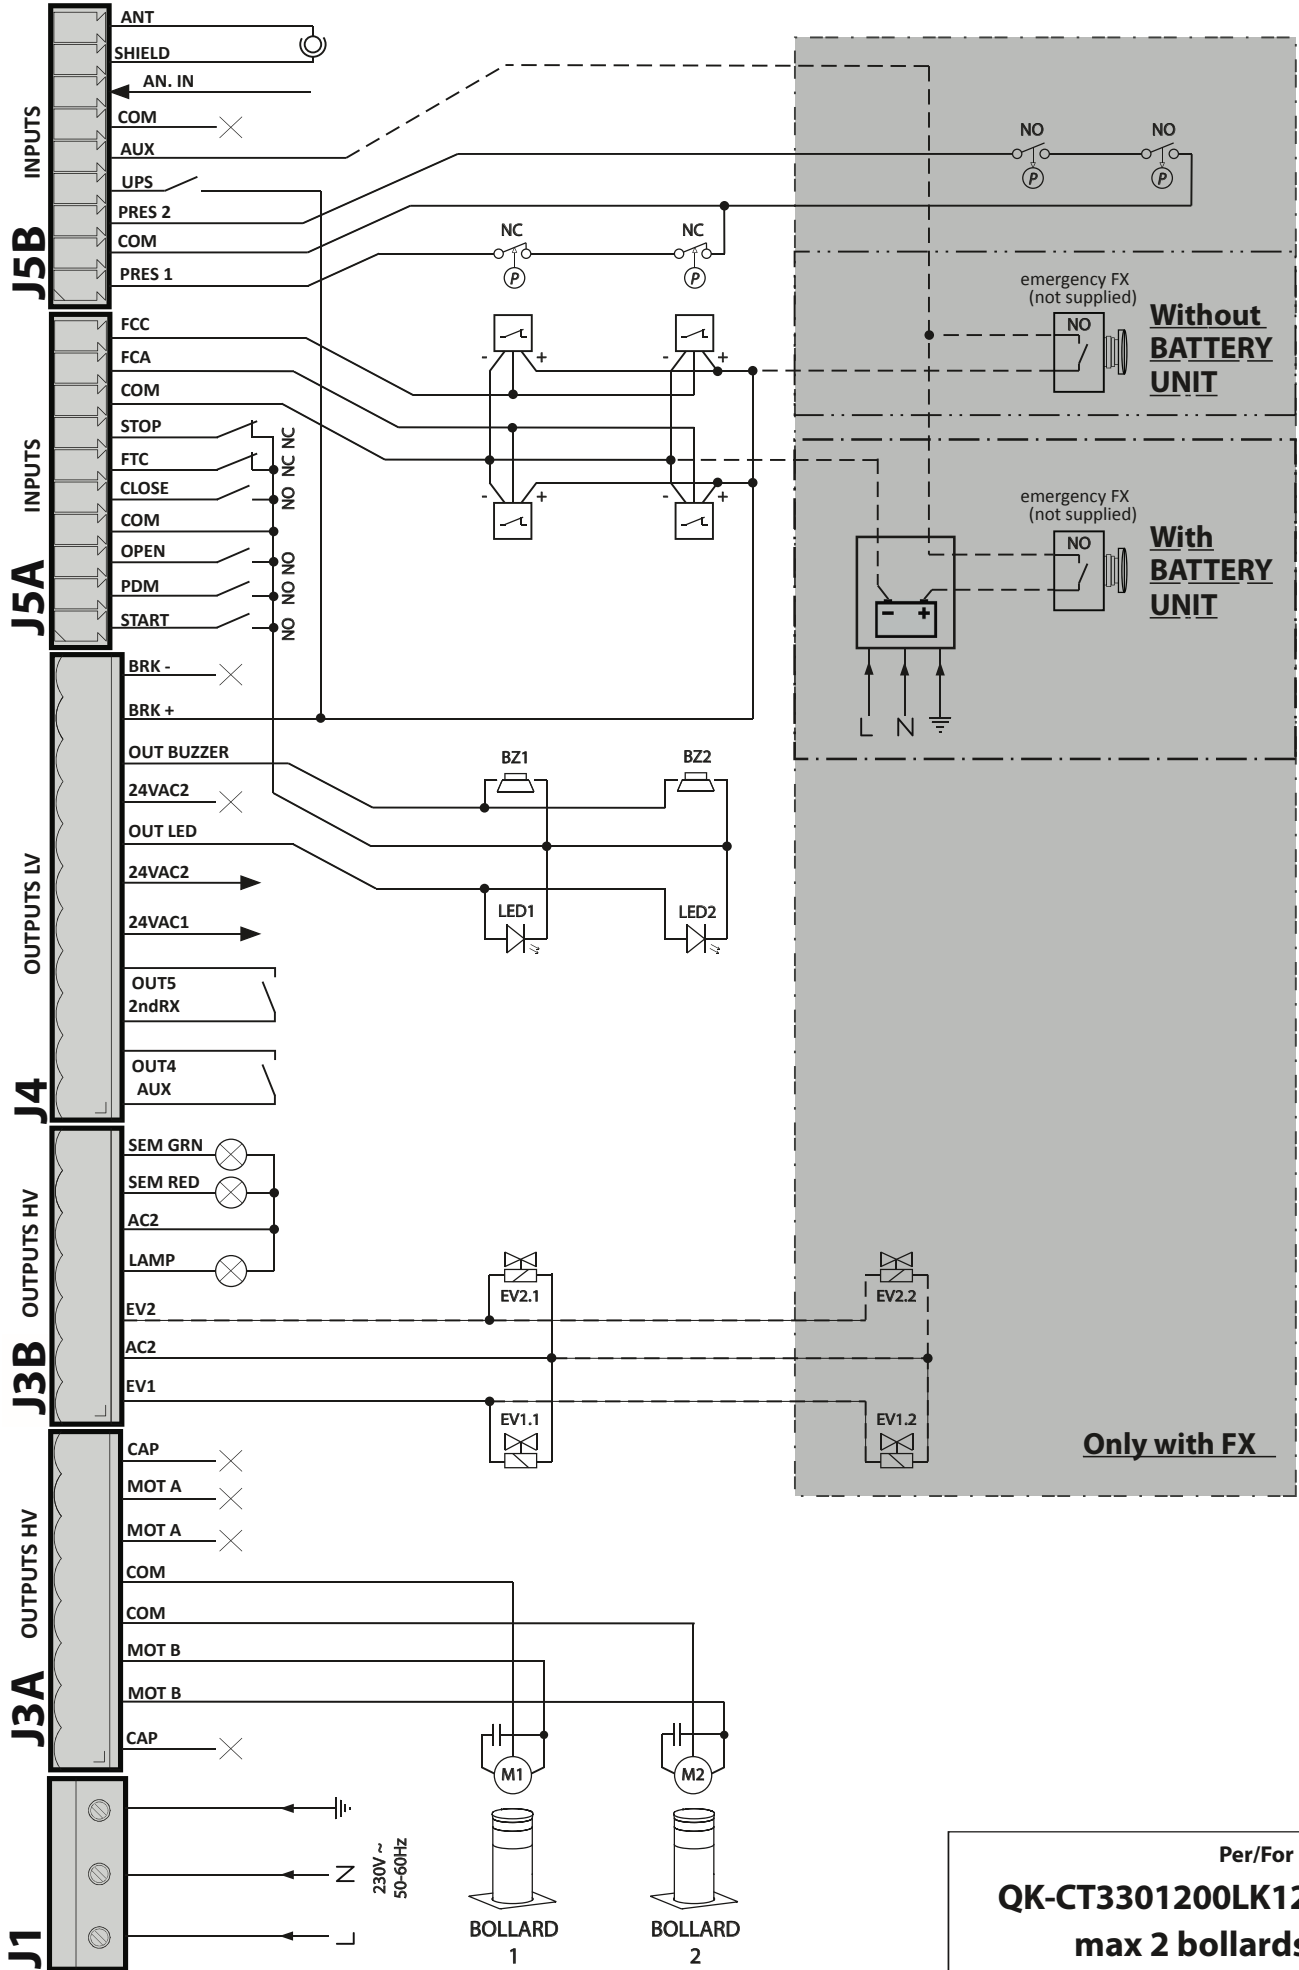 J5B
INPUTS
ANT
SHIELD
AN. IN
COM
AUX
UPS
PRES 2
COM
PRES 1
NO
NO
P
P
NC
NC
P
P
emergency FX
(not supplied)
NO
Without
BATTERY
UNIT
J5A
INPUTS
FCC
FCA
COM
STOP
FTC
CLOSE
COM
OPEN
PDM
START
NC
NC
NO
NO
NO
NO
- +
- +
- +
- +
emergency FX
(not supplied)
NO
With
BATTERY
UNIT
- +
L N
J4
OUTPUTS LV
BRK -
BRK +
OUT BUZZER
24VAC2
OUT LED
24VAC2
24VAC1
OUT5
2ndRX
OUT4
AUX
BZ1
BZ2
LED1
LED2
J3B
OUTPUTS HV
SEM GRN
SEM RED
AC2
LAMP
EV2
AC2
EV1
EV2.1
EV2.2
EV1.1
EV1.2
Only with FX
J3A
OUTPUTS HV
CAP
MOT A
MOT A
COM
COM
MOT B
MOT B
CAP
M1
M2
J1
N
L
230V ~
50-60Hz
BOLLARD
1
BOLLARD
2
Per/For
QK-CT3301200LK12
max 2 bollards